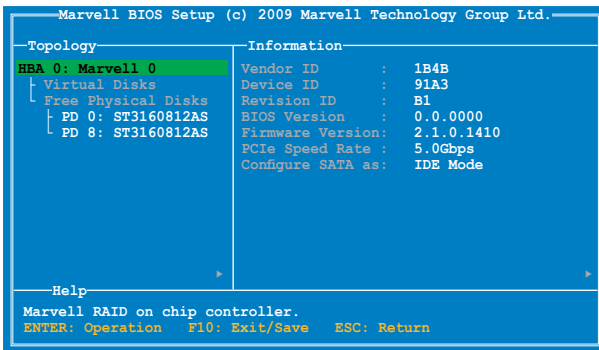 Marvell BIOS Setup (c) 2009 Marvell Technology Group Ltd.
Topology
HBA 0: Marvell 0
Virtual Disks
Free Physical Disks
PD 0: ST3160812AS
PD 8: ST3160812AS
Information
Vendor ID : 1B4B
Device ID : 91A3
Revision ID : B1
BIOS Version : 0.0.0000
Firmware Version: 2.1.0.1410
PCIe Speed Rate : 5.0Gbps
Configure SATA as: IDE Mode
Help
Marvell RAID on chip controller.
ENTER: Operation F10: Exit/Save ESC: Return